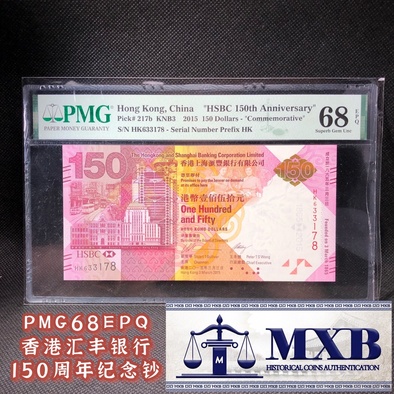 PMG
PAPER MONEY GUARANTY
Hong Kong, China "HSBC 150th Anniversary"
Pick# 217b KNB3 2015 150 Dollars - "Commemorative"
S/N HK633178 - Serial Number Prefix HK
68 EPQ
Superb Gem Unc
The Hongkong and Shanghai Banking Corporation Limited
香港上海滙豐銀行有限公司
150
150
港幣壹佰伍拾元
One Hundred
and Fifty
HONG KONG DOLLARS
HSBC
HK633178
HK633178
PMG68EPQ
香港汇丰银行
150周年纪念钞
M
MXB
HISTORICAL COINS AUTHENTICATION